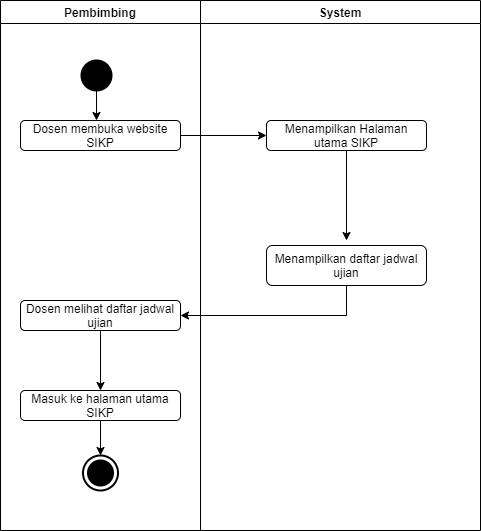 Pembimbing
System
Dosen membuka website
SIKP
Menampilkan Halaman
utama SIKP
Menampilkan daftar jadwal
ujian
Dosen melihat daftar jadwal
ujian
Masuk ke halaman utama
SIKP